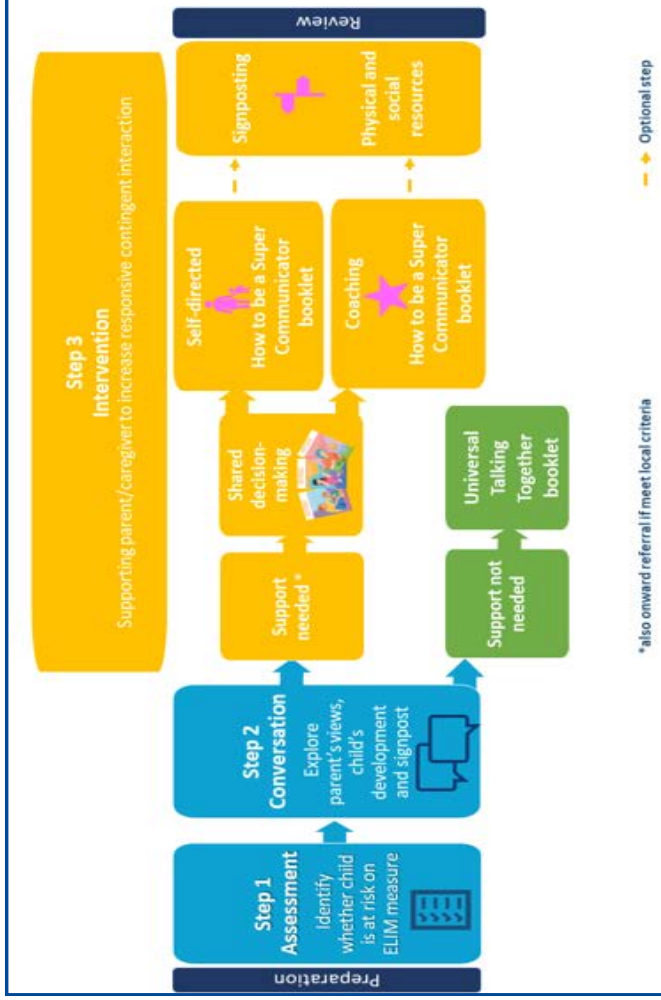 Preparation
Step 1
Assessment
Identify
whether child
is at risk on
ELIM measure
Step 2
Conversation
Explore
parent's views,
child's
development
and signpost
Step 3
Intervention
Supporting parent/caregiver to increase responsive contingent interaction
Support
needed*
Shared
decision-
making
Self-directed
How to be a Super
Communicator
booklet
Coaching
How to be a Super
Communicator
booklet
Signposting
Physical and
social
resources
Review
Support not
needed
Universal
Talking
Together
booklet
*also onward referral if meet local criteria
Optional step